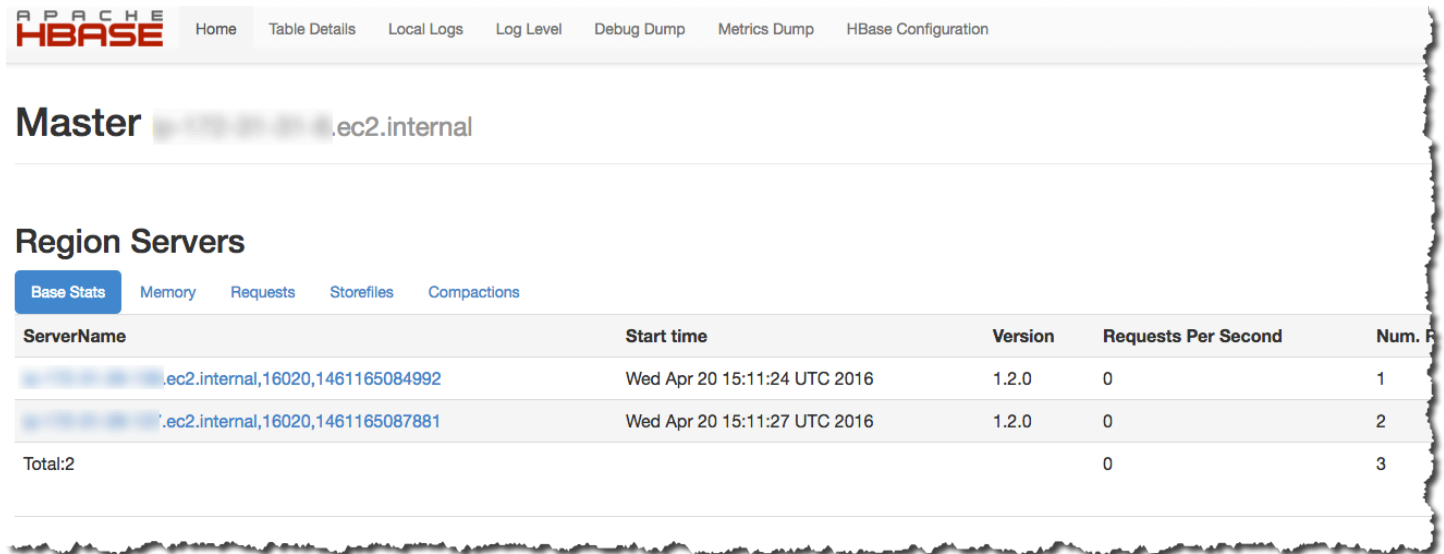 APACHE
HBASE Home Table Details Local Logs Log Level Debug Dump Metrics Dump HBase Configuration
Master .ec2.internal
Region Servers
Base Stats Memory Requests Storefiles Compactions
ServerName Start time Version Requests Per Second Num.
.ec2.internal,16020,1461165084992 Wed Apr 20 15:11:24 UTC 2016 1.2.0 0 1
.ec2.internal,16020,1461165087881 Wed Apr 20 15:11:27 UTC 2016 1.2.0 0 2
Total:2 0 3